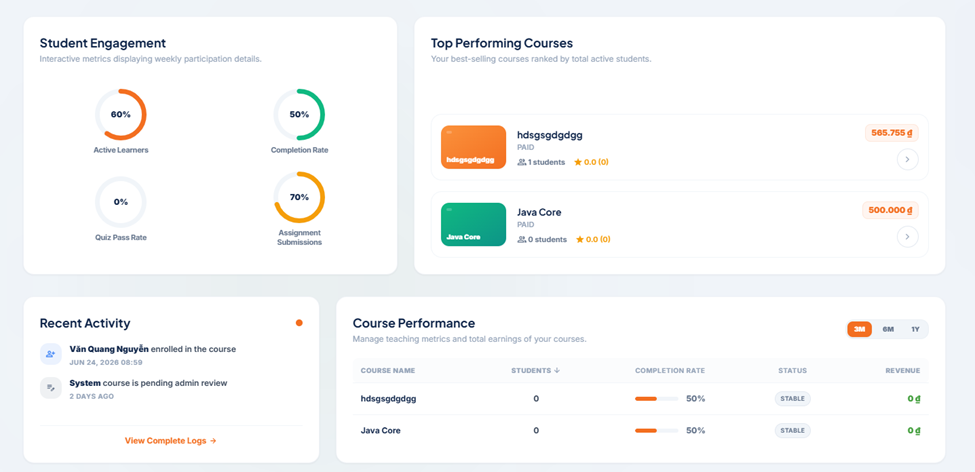 Student Engagement
Interactive metrics displaying weekly participation details.
60%
Active Learners
50%
Completion Rate
0%
Quiz Pass Rate
70%
Assignment
Submissions
Top Performing Courses
Your best-selling courses ranked by total active students.
hdsgsgdgdgg
hdsgsgdgdgg
PAID
1 students
0.0 (0)
565.755 ₫
Java Core
Java Core
PAID
0 students
0.0 (0)
500.000 ₫
Recent Activity
Văn Quang Nguyễn enrolled in the course
JUN 24, 2026 08:59
System course is pending admin review
2 DAYS AGO
View Complete Logs →
Course Performance
Manage teaching metrics and total earnings of your courses.
3M 6M 1Y
COURSE NAME STUDENTS ↓ COMPLETION RATE STATUS REVENUE
hdsgsgdgdgg 0 50% STABLE 0 ₫
Java Core 0 50% STABLE 0 ₫